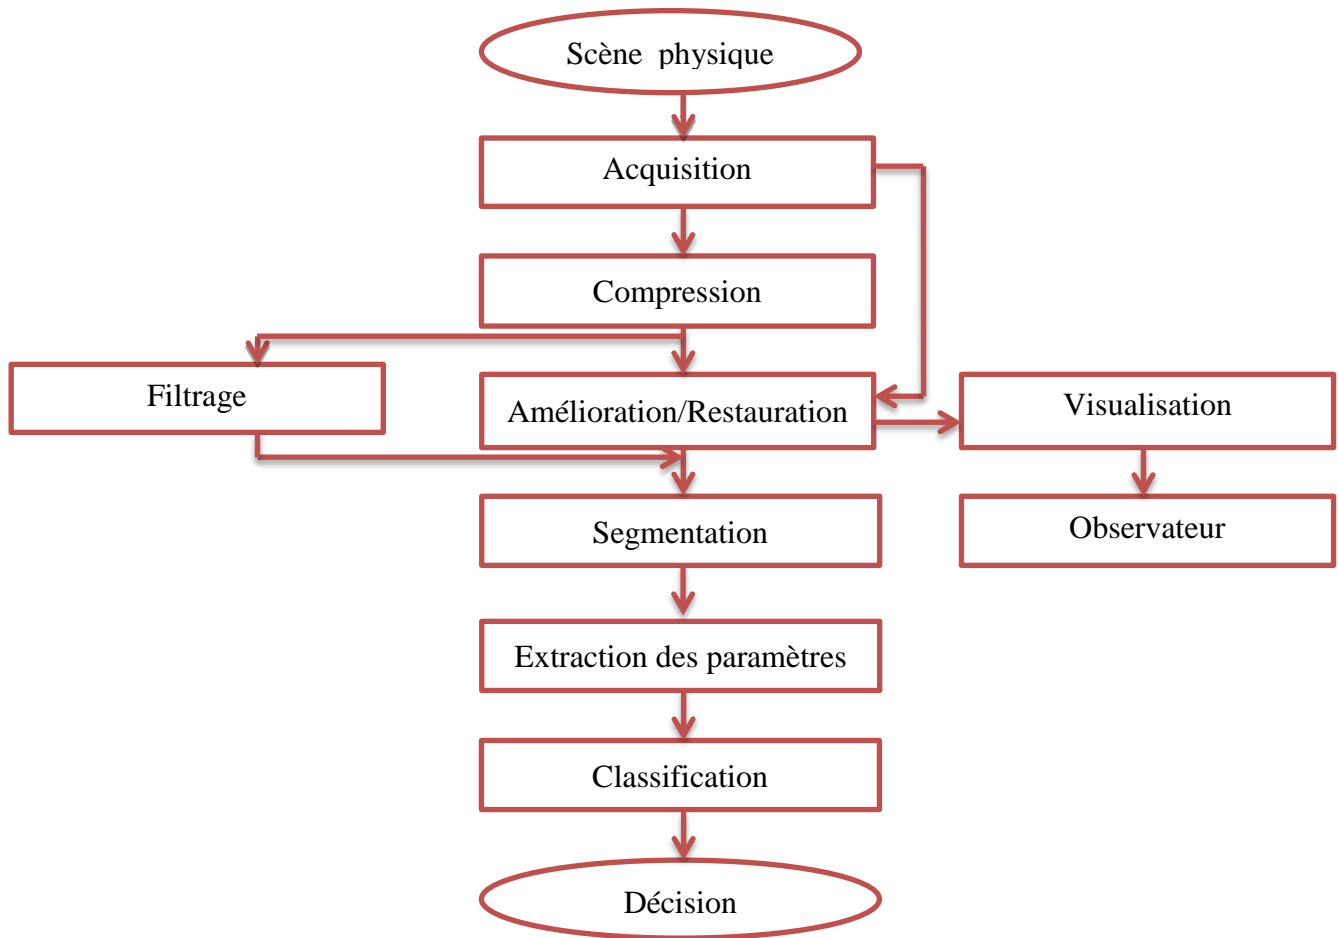 Scène physique
Acquisition
Compression
Filtrage
Amélioration/Restauration
Visualisation
Segmentation
Observateur
Extraction des paramètres
Classification
Décision